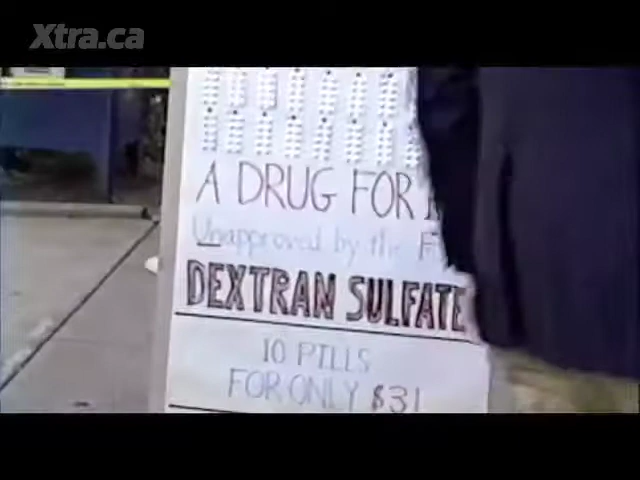 Xtra.ca
A DRUG FOR
Unapproved by the F
DEXTRAN SULFATE
10 PILLS
FOR ONLY $31